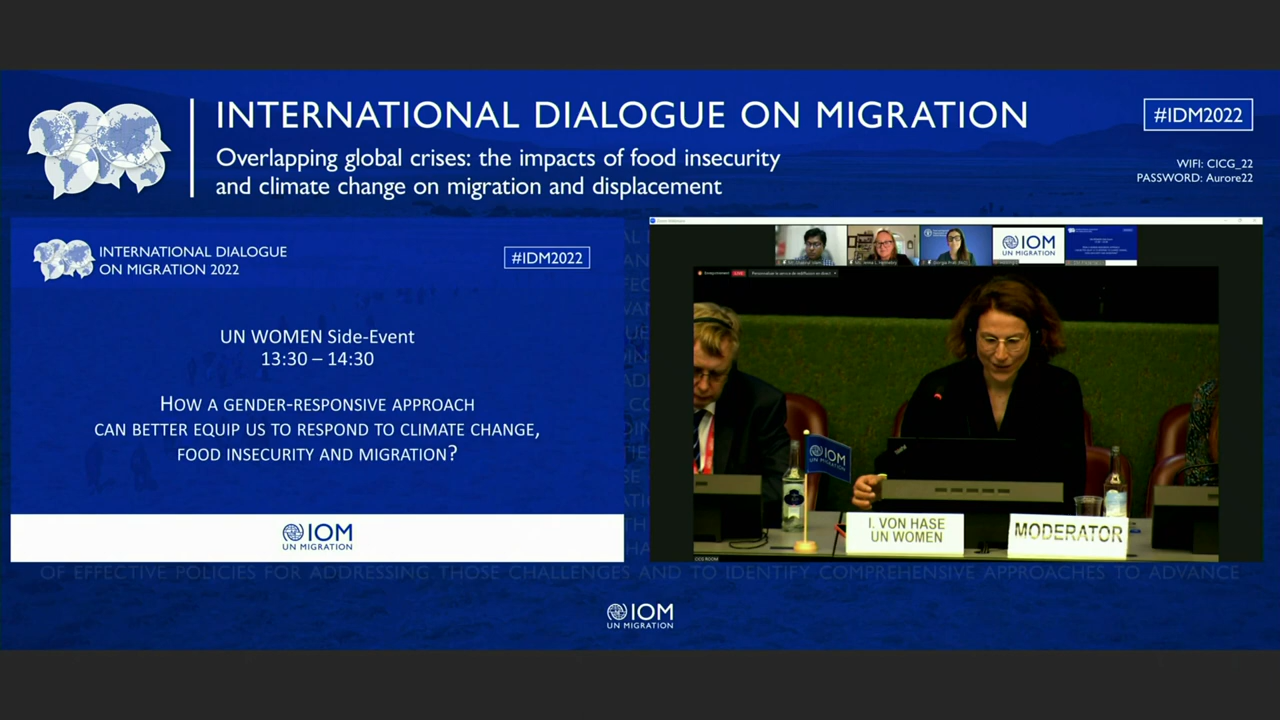 INTERNATIONAL DIALOGUE ON MIGRATION
Overlapping global crises: the impacts of food insecurity
and climate change on migration and displacement
#IDM2022
WIFI: CICG_22
PASSWORD: Aurore22
INTERNATIONAL DIALOGUE
ON MIGRATION 2022
#IDM2022
UN WOMEN Side-Event
13:30 – 14:30
HOW A GENDER-RESPONSIVE APPROACH
CAN BETTER EQUIP US TO RESPOND TO CLIMATE CHANGE,
FOOD INSECURITY AND MIGRATION?
IOM
UN MIGRATION
IOM
UN MIGRATION
IOM
UN MIGRATION
I. VON HASE
UN WOMEN
MODERATOR
OF EFFECTIVE POLICIES FOR ADDRESSING THOSE CHALLENGES AND TO IDENTIFY COMPREHENSIVE APPROACHES TO ADVANCE
IOM
UN MIGRATION